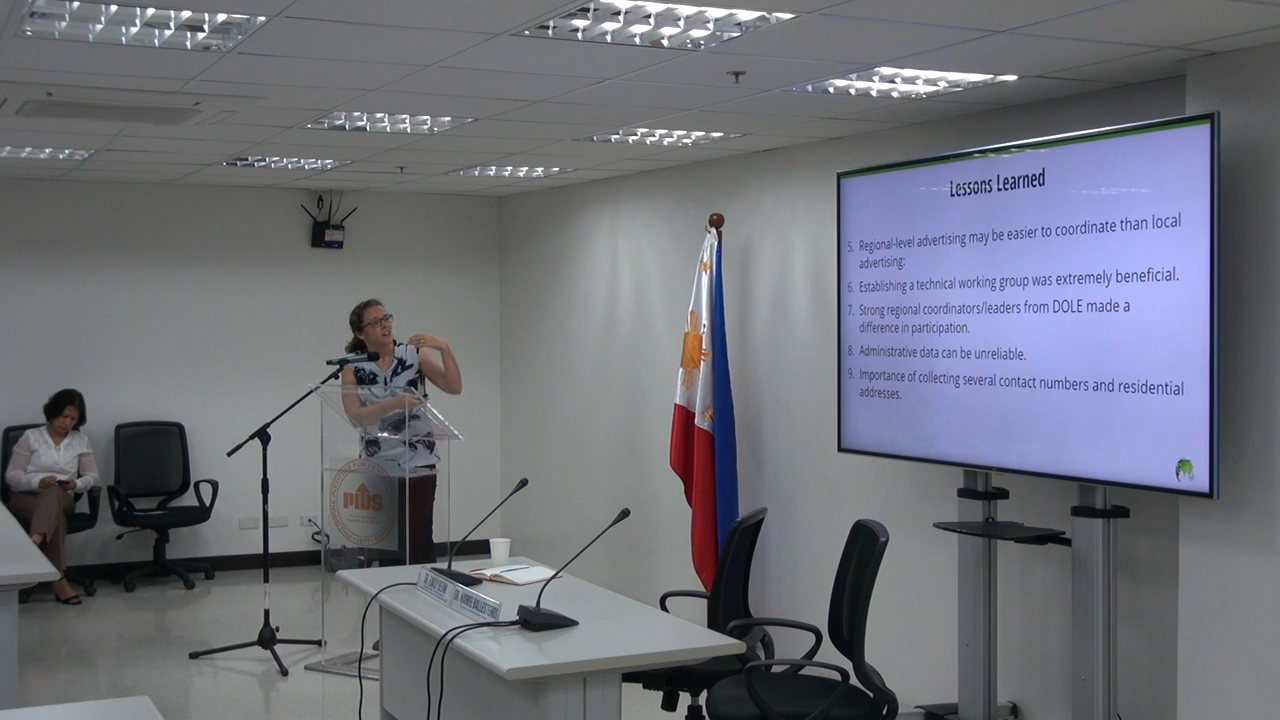 Lessons Learned
5. Regional-level advertising may be easier to coordinate than local
advertising:
6. Establishing a technical working group was extremely beneficial.
7. Strong regional coordinators/leaders from DOLE made a
difference in participation.
8. Administrative data can be unreliable.
9. Importance of collecting several contact numbers and residential
addresses.
PIDS